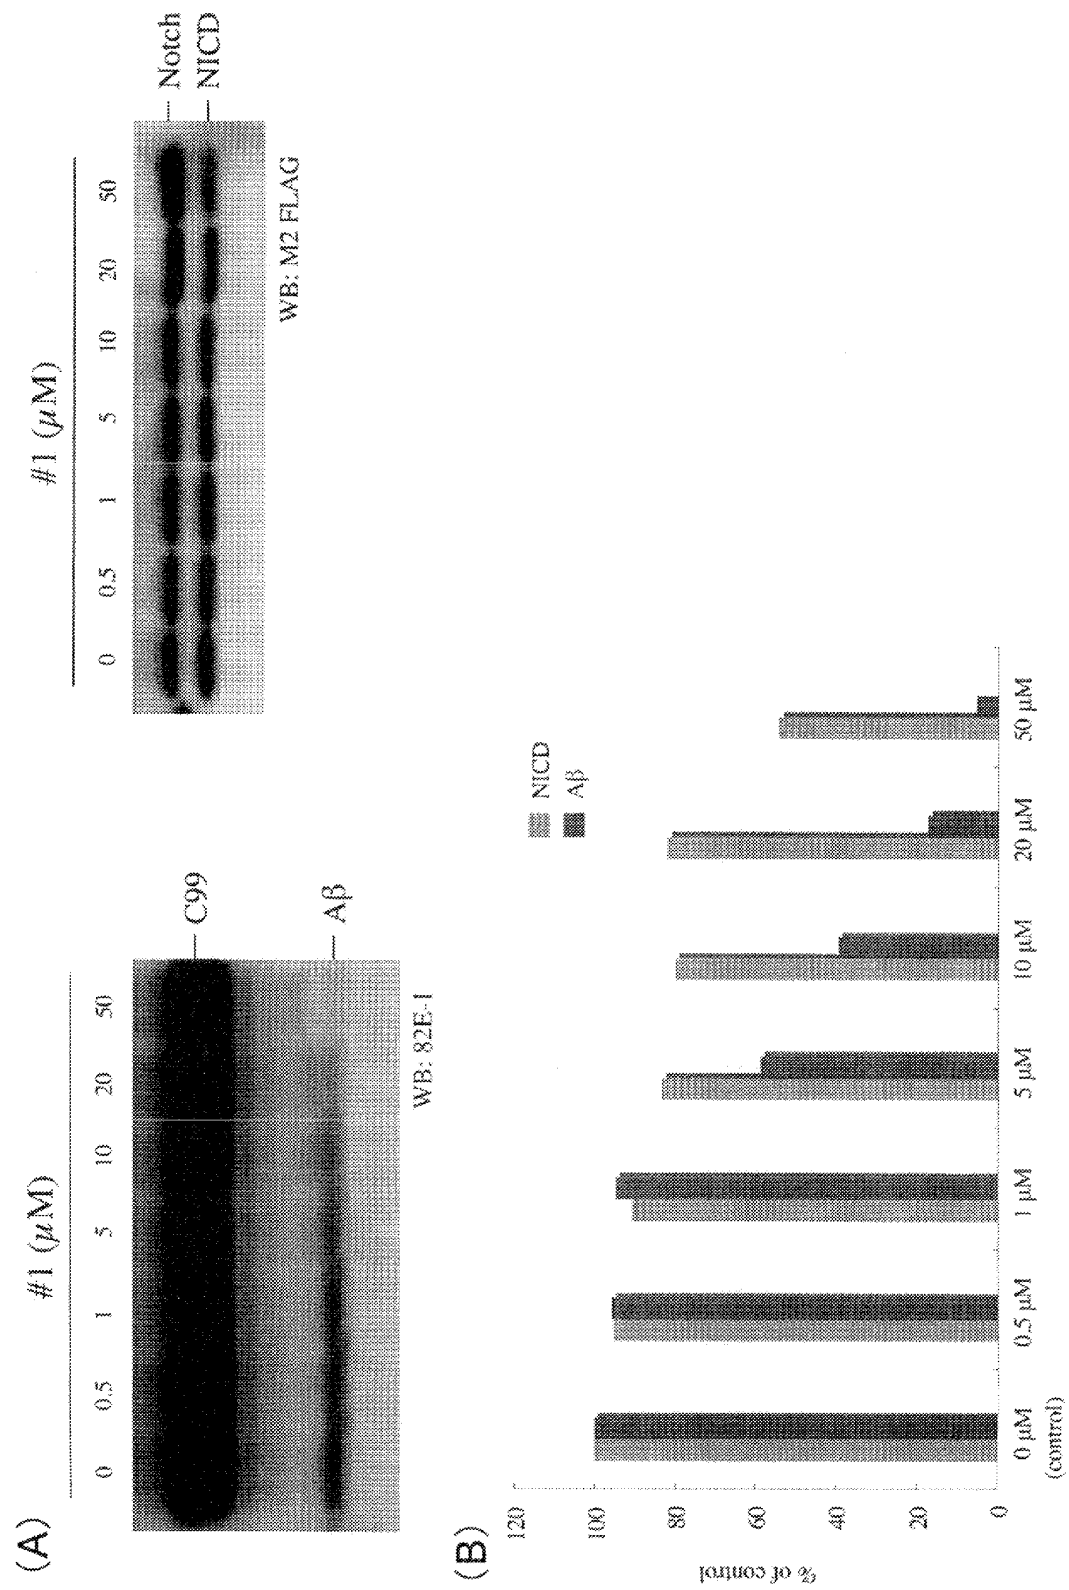 (A)
#1 (μM)
0 0.5 1 5 10 20 50
C99
Aβ
WB: 82E-1
#1 (μM)
0 0.5 1 5 10 20 50
Notch
NICD
WB: M2 FLAG
(B)
% of control
120
100
80
60
40
20
0
NICD
Aβ
0 μM 0.5 μM 1 μM 5 μM 10 μM 20 μM 50 μM
(control)